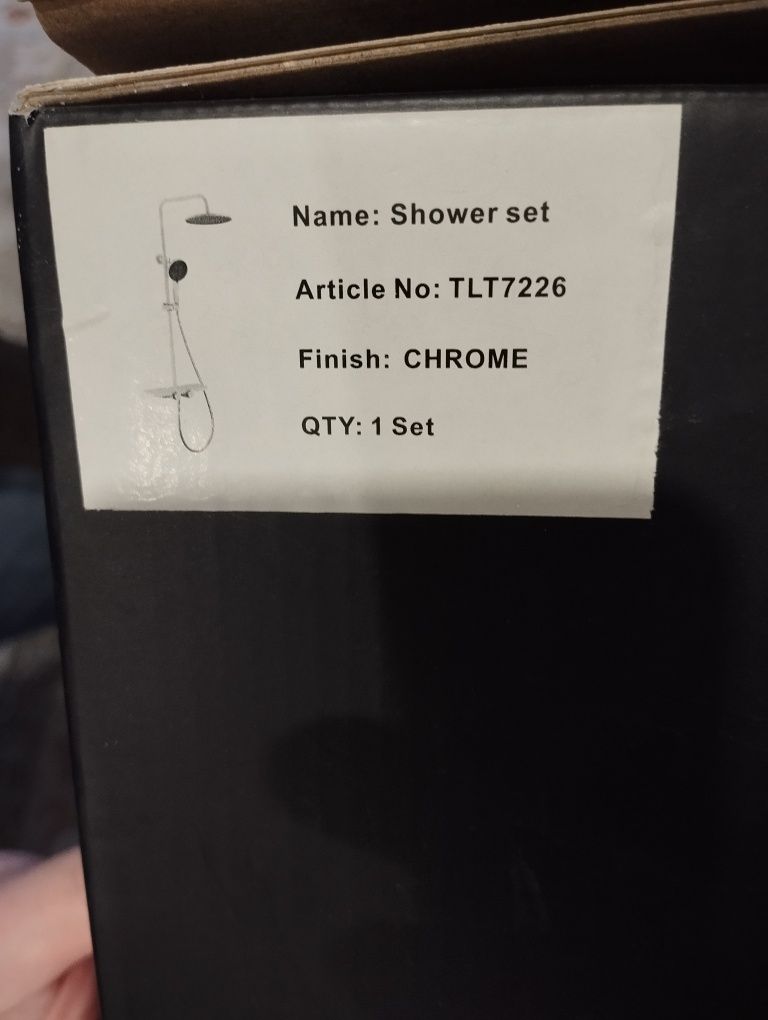 Name: Shower set
Article No: TLT7226
Finish: CHROME
QTY: 1 Set